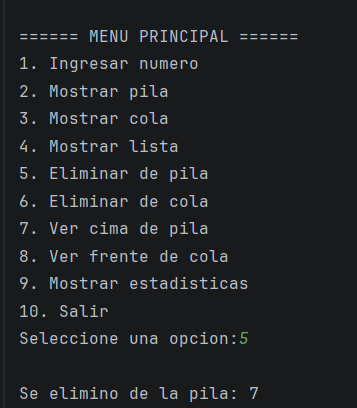 ====== MENU PRINCIPAL ======
1. Ingresar numero
2. Mostrar pila
3. Mostrar cola
4. Mostrar lista
5. Eliminar de pila
6. Eliminar de cola
7. Ver cima de pila
8. Ver frente de cola
9. Mostrar estadisticas
10. Salir
Seleccione una opcion:5
Se elimino de la pila: 7